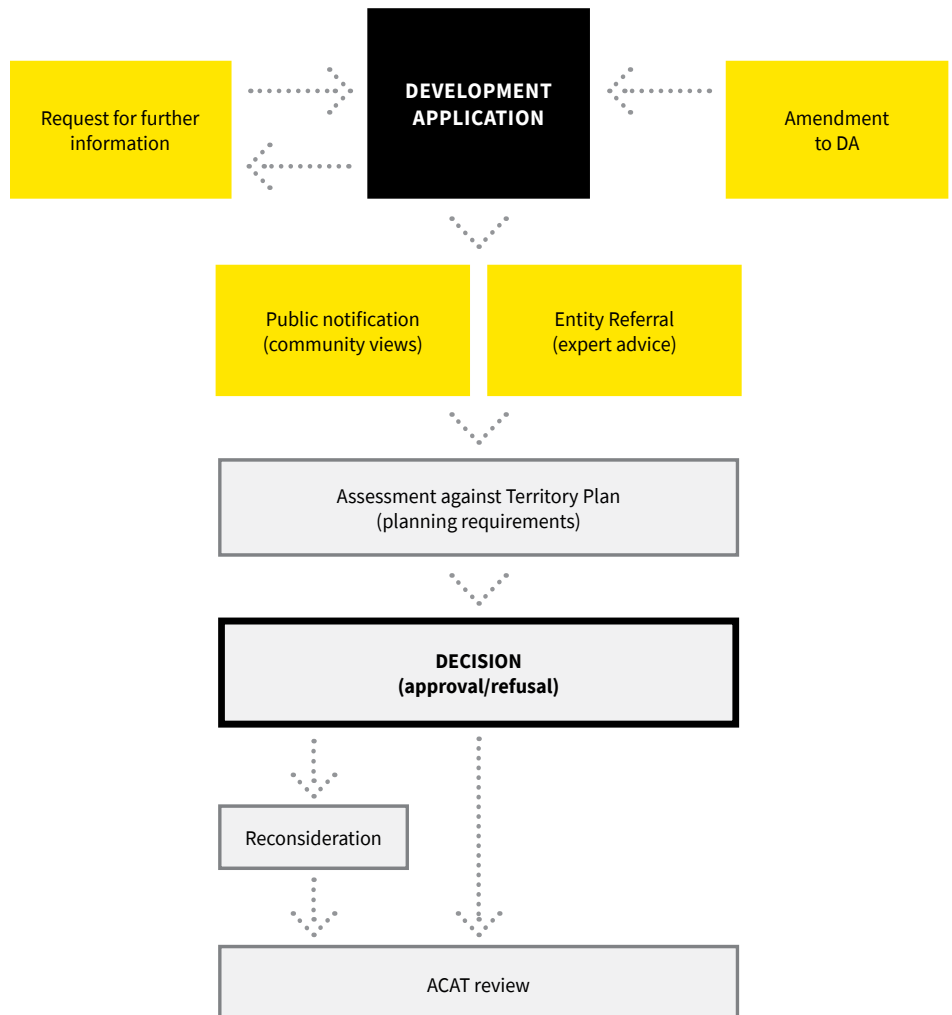 Request for further
information
DEVELOPMENT
APPLICATION
Amendment
to DA
Public notification
(community views)
Entity Referral
(expert advice)
Assessment against Territory Plan
(planning requirements)
DECISION
(approval/refusal)
Reconsideration
ACAT review